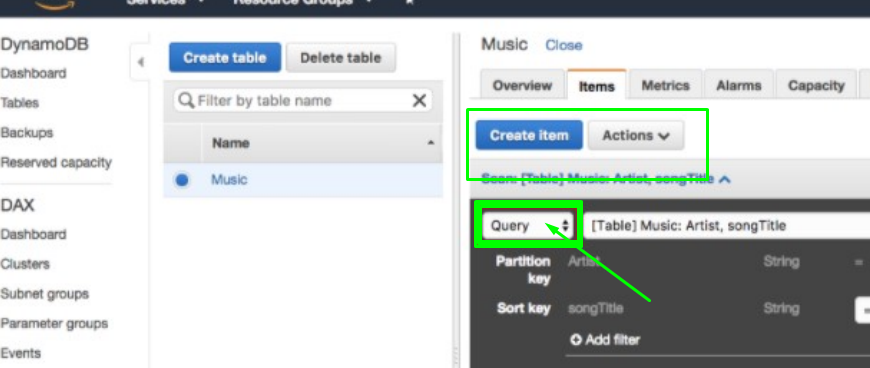 Services
Resource Groups
DynamoDB
Dashboard
Tables
Backups
Reserved capacity
DAX
Dashboard
Clusters
Subnet groups
Parameter groups
Events
Create table
Delete table
Filter by table name
Name
Music
Music Close
Overview Items Metrics Alarms Capacity
Create item Actions
Scan: [Table] Music: Artist, songTitle
Query [Table] Music: Artist, songTitle
Partition key Artist String =
Sort key songTitle String =
Add filter